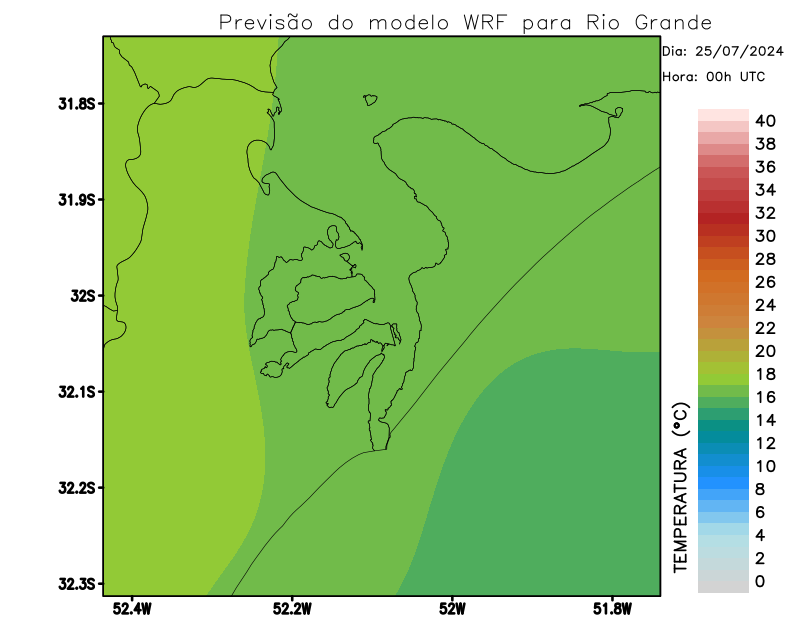 Previsão do modelo WRF para Rio Grande
Dia: 25/07/2024
Hora: 00h UTC
31.8S
31.9S
32S
32.1S
32.2S
32.3S
52.4W
52.2W
52W
51.8W
TEMPERATURA (°C)
40
38
36
34
32
30
28
26
24
22
20
18
16
14
12
10
8
6
4
2
0